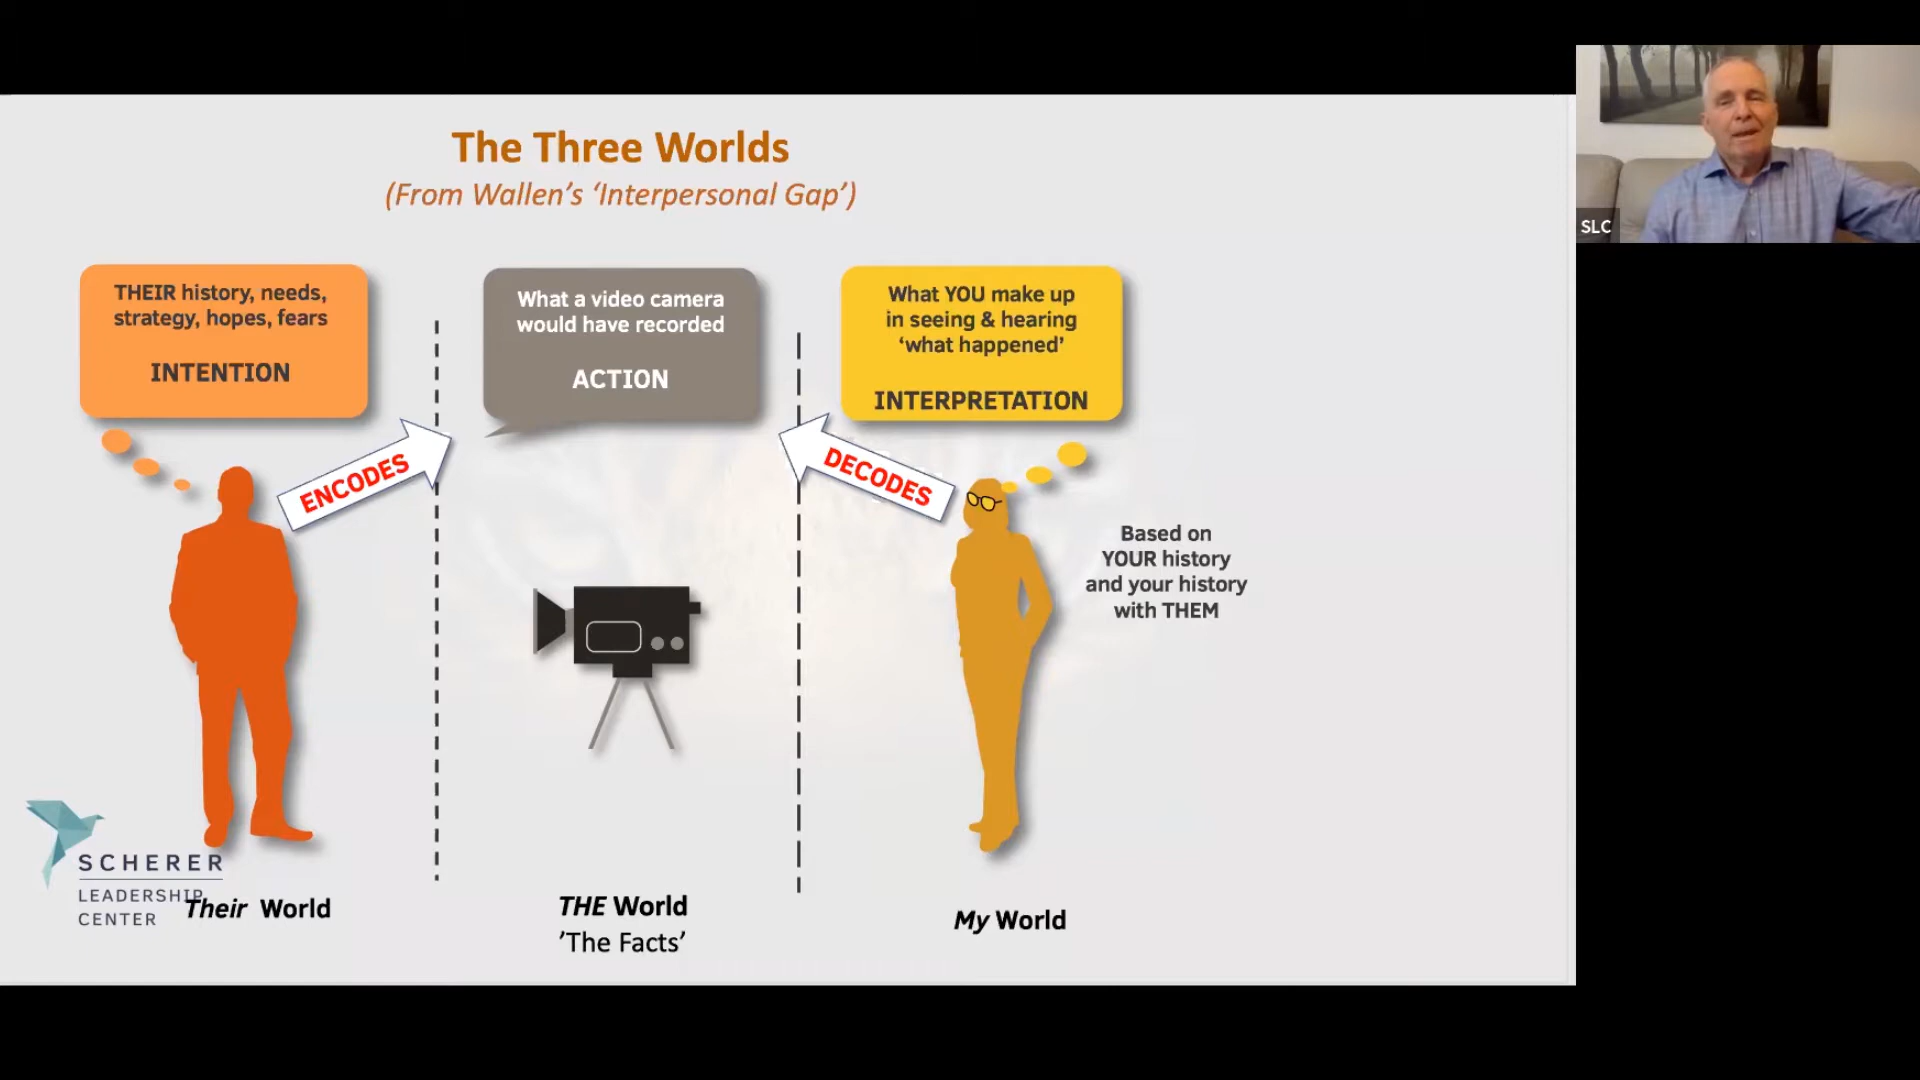 The Three Worlds
(From Wallen's 'Interpersonal Gap')
THEIR history, needs,
strategy, hopes, fears
INTENTION
What a video camera
would have recorded
ACTION
What YOU make up
in seeing & hearing
‘what happened’
INTERPRETATION
ENCODES
DECODES
Based on
YOUR history
and your history
with THEM
SCHERER
LEADERSHIP
CENTER
Their World
THE World
’The Facts’
My World
SLC